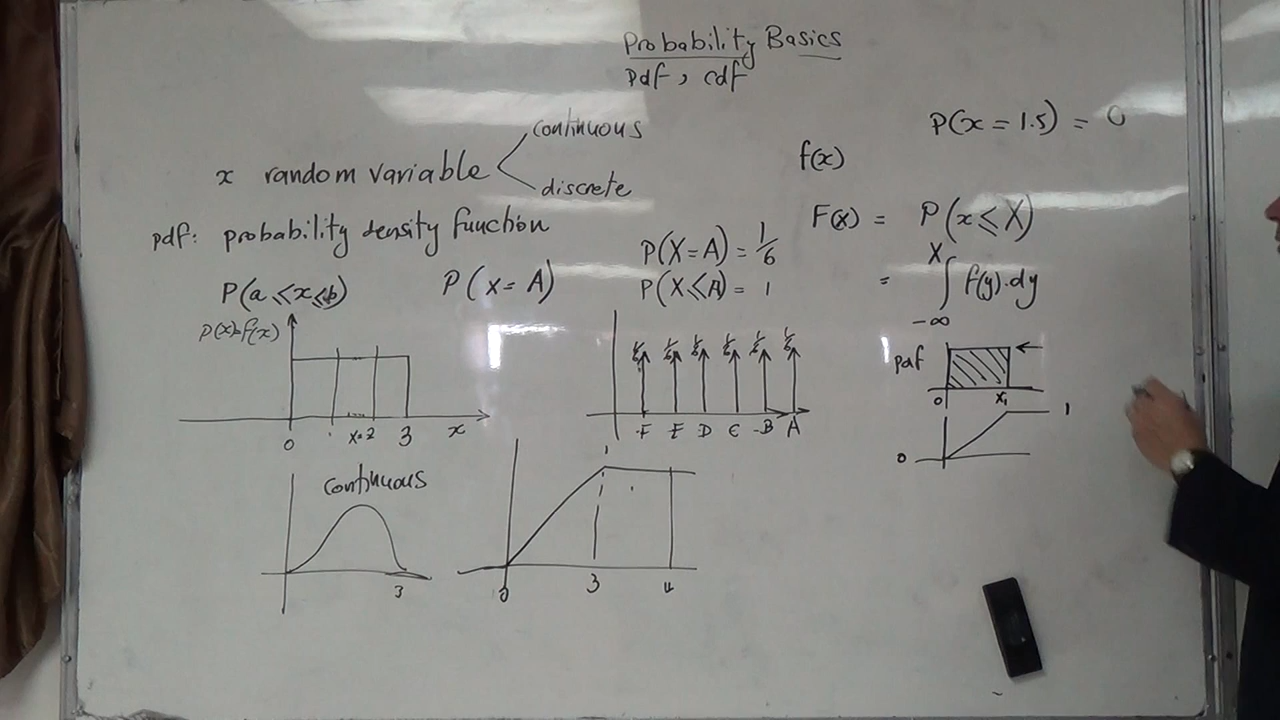 Probability Basics
pdf, cdf
P(x = 1.5) = 0
continuous
x random variable
discrete
f(x)
pdf: probability density function
F(x) = P(x ≤ X)
= ∫ f(y).dy
X
-∞
P(a ≤ x ≤ b)
P(X = A)
P(X=A) = 1/6
P(X ≤ A) = 1
P(x)=f(x)
0 x=2 3 x
1/6 1/6 1/6 1/6 1/6 1/6
F E D C B A
paf
0 x1
1
0
continuous
3
1
0 3 4